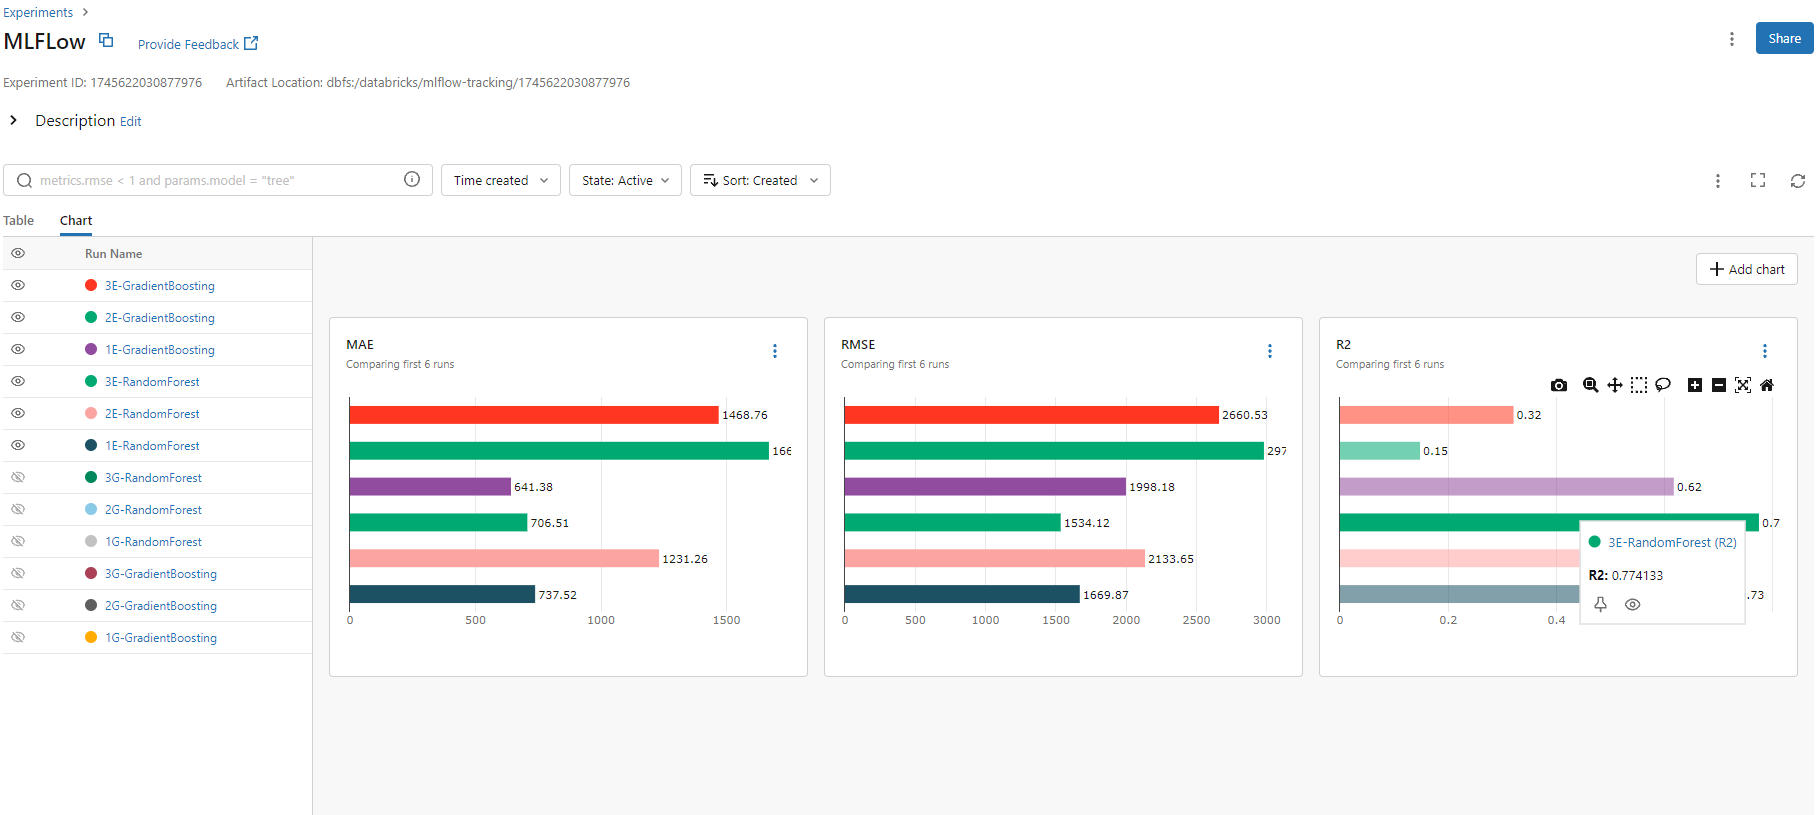 Experiments
MLFLow
Provide Feedback
Share
Experiment ID: 1745622030877976 Artifact Location: dbfs:/databricks/mlflow-tracking/1745622030877976
Description Edit
metrics.rmse < 1 and params.model = "tree"
Time created
State: Active
Sort: Created
Table
Chart
Run Name
3E-GradientBoosting
2E-GradientBoosting
1E-GradientBoosting
3E-RandomForest
2E-RandomForest
1E-RandomForest
3G-RandomForest
2G-RandomForest
1G-RandomForest
3G-GradientBoosting
2G-GradientBoosting
1G-GradientBoosting
Add chart
MAE
Comparing first 6 runs
1468.76
166
641.38
706.51
1231.26
737.52
0 500 1000 1500
RMSE
Comparing first 6 runs
2660.53
297
1998.18
1534.12
2133.65
1669.87
0 500 1000 1500 2000 2500 3000
R2
Comparing first 6 runs
0.32
0.15
0.62
0.7
3E-RandomForest (R2)
R2: 0.774133
.73
0 0.2 0.4